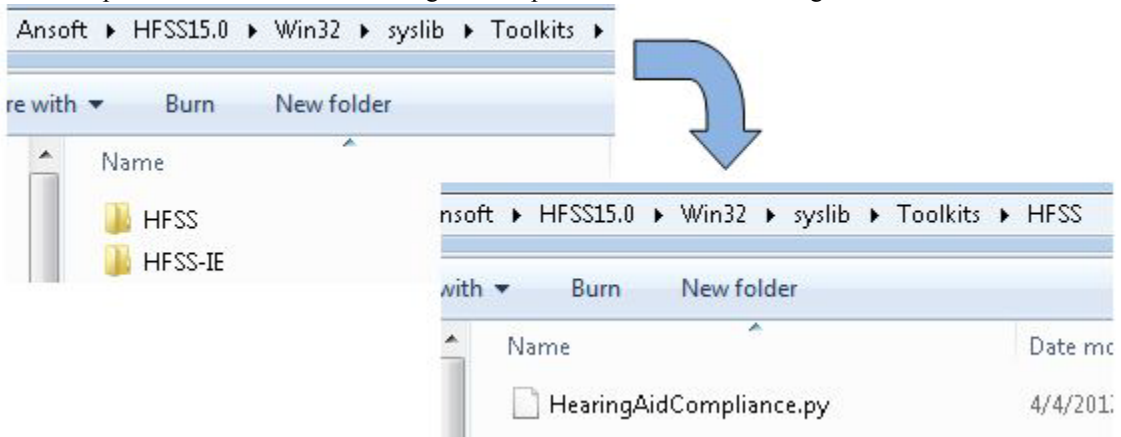 Ansoft ▸ HFSS15.0 ▸ Win32 ▸ syslib ▸ Toolkits ▸
re with ▾ Burn New folder
Name
HFSS
HFSS-IE
nsoft ▸ HFSS15.0 ▸ Win32 ▸ syslib ▸ Toolkits ▸ HFSS
with ▾ Burn New folder
Name Date mo
HearingAidCompliance.py 4/4/201